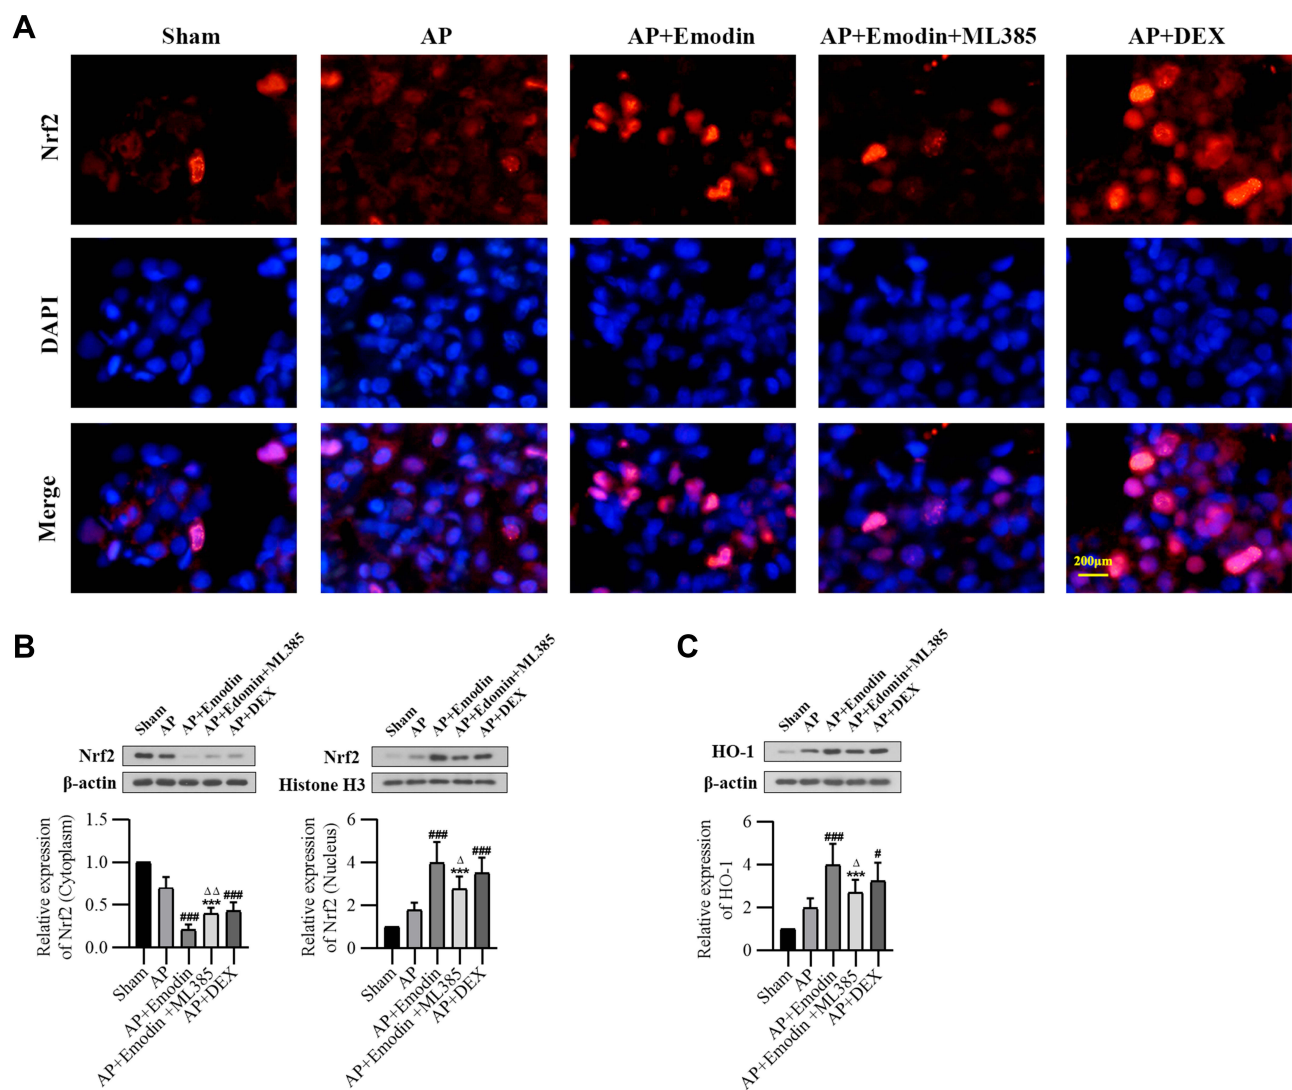 A
Sham
AP
AP+Emodin
AP+Emodin+ML385
AP+DEX
Nrf2
DAPI
Merge
200μm
B
Sham
AP
AP+Emodin
AP+Edomin+ML385
AP+DEX
Nrf2
β-actin
Relative expression
of Nrf2 (Cytoplasm)
1.5
1.0
0.5
0.0
###
ΔΔ
***
###
Sham
AP
AP+Emodin
AP+Emodin +ML385
AP+DEX
Sham
AP
AP+Emodin
AP+Edomin+ML385
AP+DEX
Nrf2
Histone H3
Relative expression
of Nrf2 (Nucleus)
6
4
2
0
###
Δ
***
###
Sham
AP
AP+Emodin
AP+Emodin +ML385
AP+DEX
C
Sham
AP
AP+Emodin
AP+Edomin+ML385
AP+DEX
HO-1
β-actin
Relative expression
of HO-1
6
4
2
0
###
Δ
***
#
Sham
AP
AP+Emodin
AP+Emodin +ML385
AP+DEX